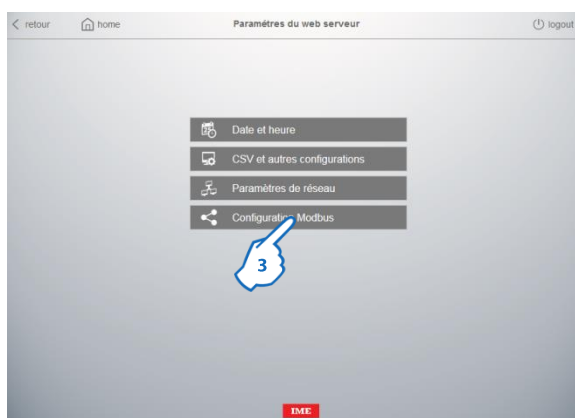 retour home Paramétres du web serveur logout
Date et heure
CSV et autres configurations
Paramètres de réseau
Configuration Modbus
3
IME